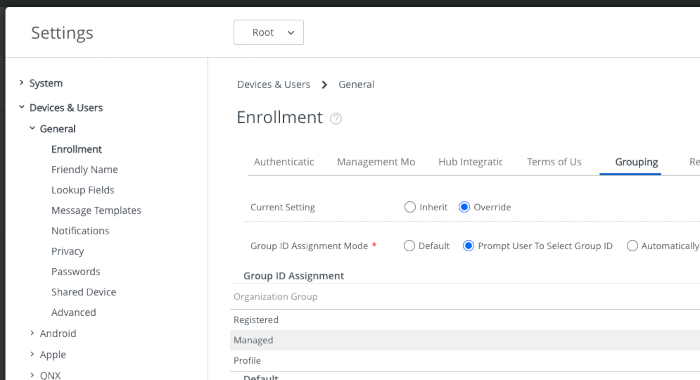 Settings
Root
System
Devices & Users
General
Enrollment
Friendly Name
Lookup Fields
Message Templates
Notifications
Privacy
Passwords
Shared Device
Advanced
Android
Apple
QNX
Devices & Users General
Enrollment
Authenticatic Management Mo Hub Integratic Terms of Us Grouping Re
Current Setting Inherit Override
Group ID Assignment Mode * Default Prompt User To Select Group ID Automatically
Group ID Assignment
Organization Group
Registered
Managed
Profile
Default